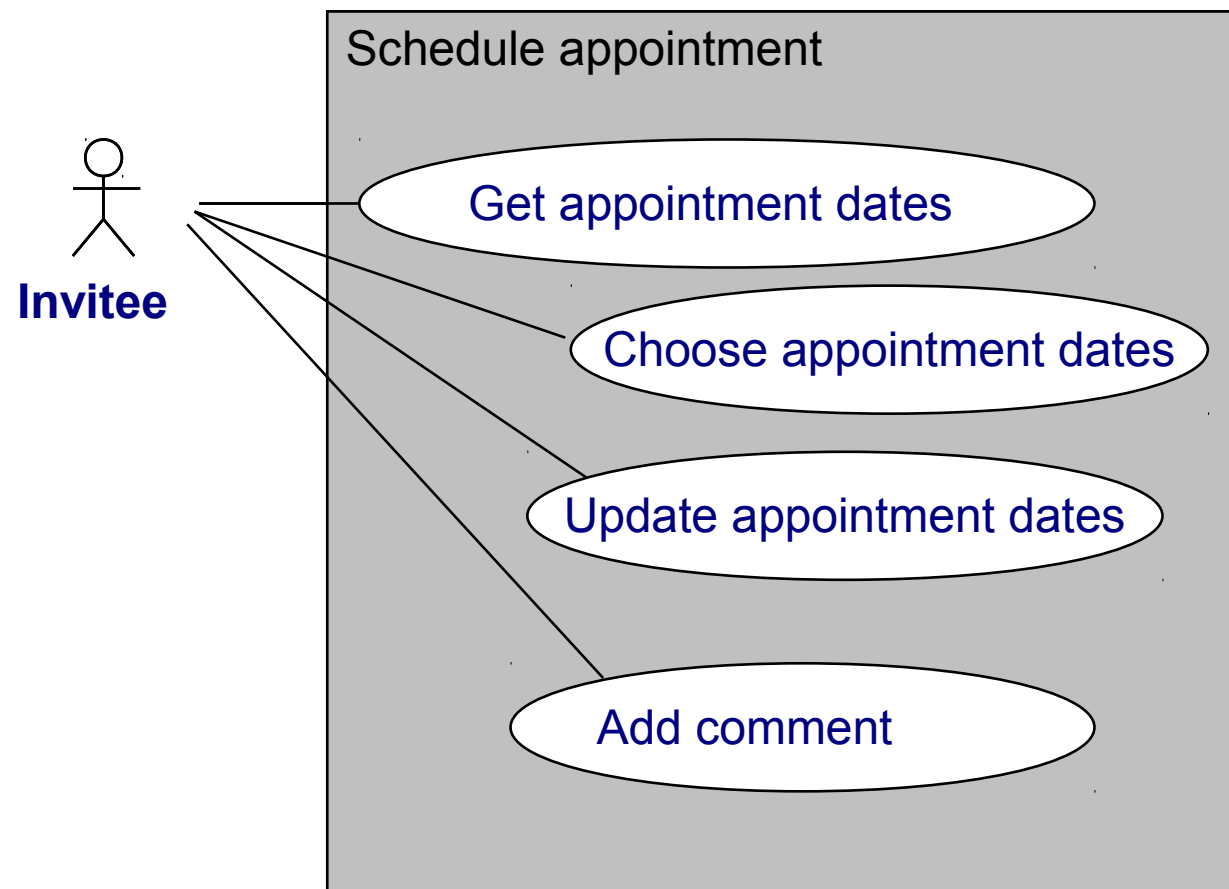 Schedule appointment
Get appointment dates
Invitee
Choose appointment dates
Update appointment dates
Add comment